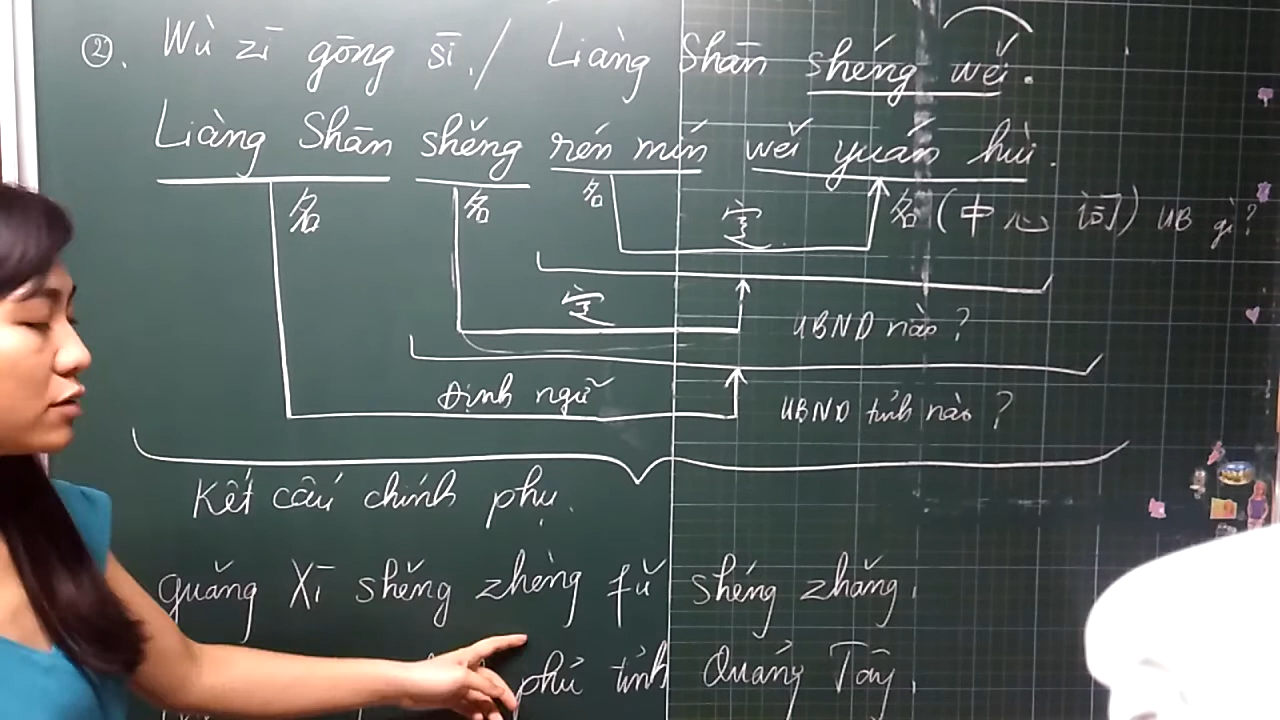 ②. Wù zī gōng sī./ Liàng Shān shéng wěi.
Liàng Shān shěng rén mín wěi yuán hùi.
名 名 名 定 名 (中心词) UB gì?
定 UBND nào?
Định ngữ UBND tỉnh nào?
Kết cấu chính phụ.
guǎng Xī shěng zhèng fǔ shéng zhǎng.
phủ tỉnh Quảng Tây.